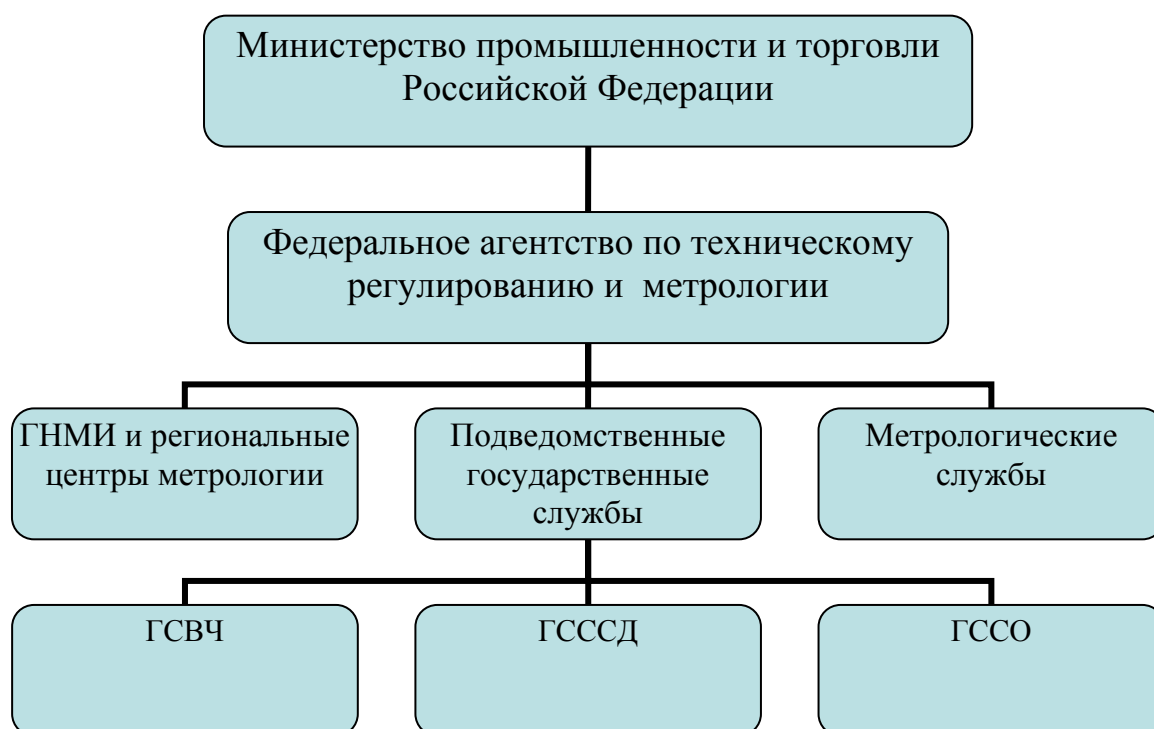 Министерство промышленности и торговли
Российской Федерации
Федеральное агентство по техническому
регулированию и метрологии
ГНМИ и региональные
центры метрологии
Подведомственные
государственные
службы
Метрологические
службы
ГСВЧ
ГСССД
ГССО